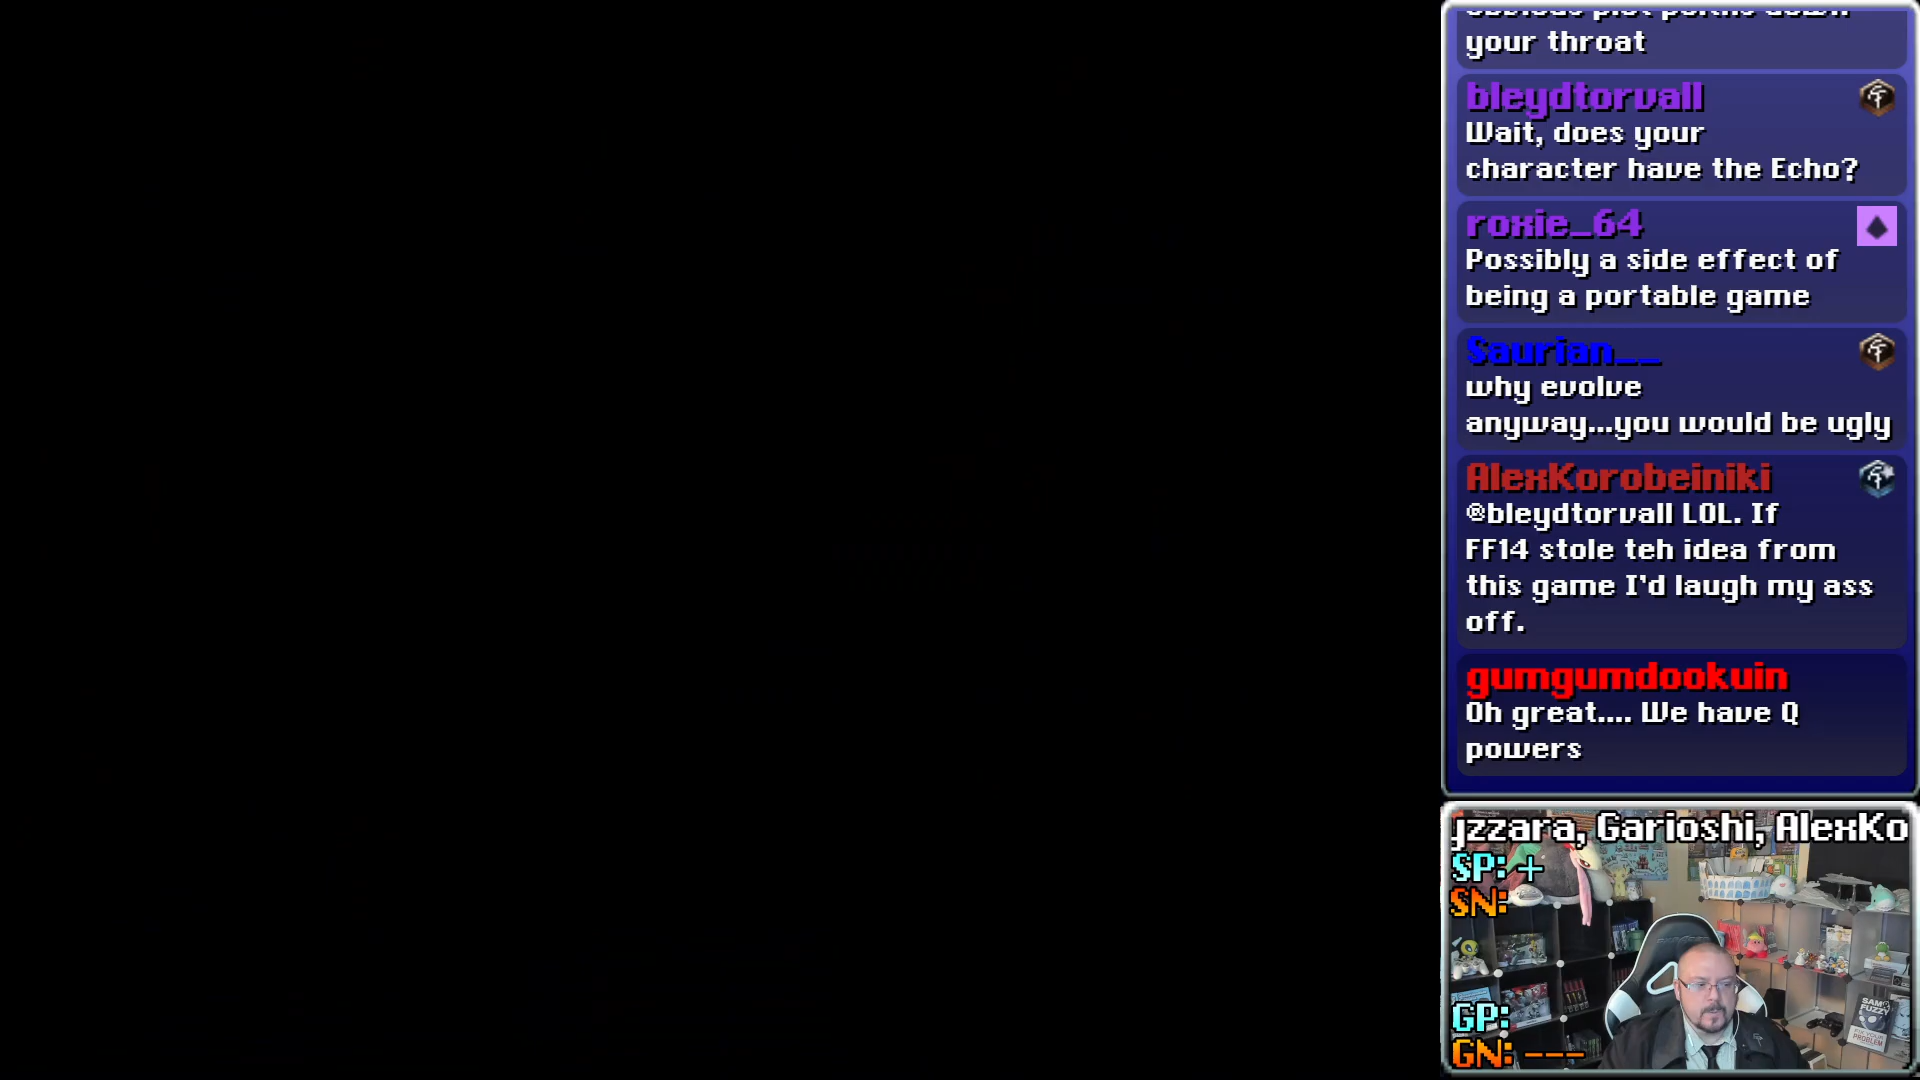 your throat
bleydtorvall
Wait, does your
character have the Echo?
roxie_64
Possibly a side effect of
being a portable game
Saurian__
why evolve
anyway...you would be ugly
AlexKorobeiniki
@bleydtorvall LOL. If
FF14 stole teh idea from
this game I'd laugh my ass
off.
gumgumdookuin
Oh great.... We have Q
powers
yzzara, Garioshi, AlexKo
SP: +
SN:
GP:
GN: ---